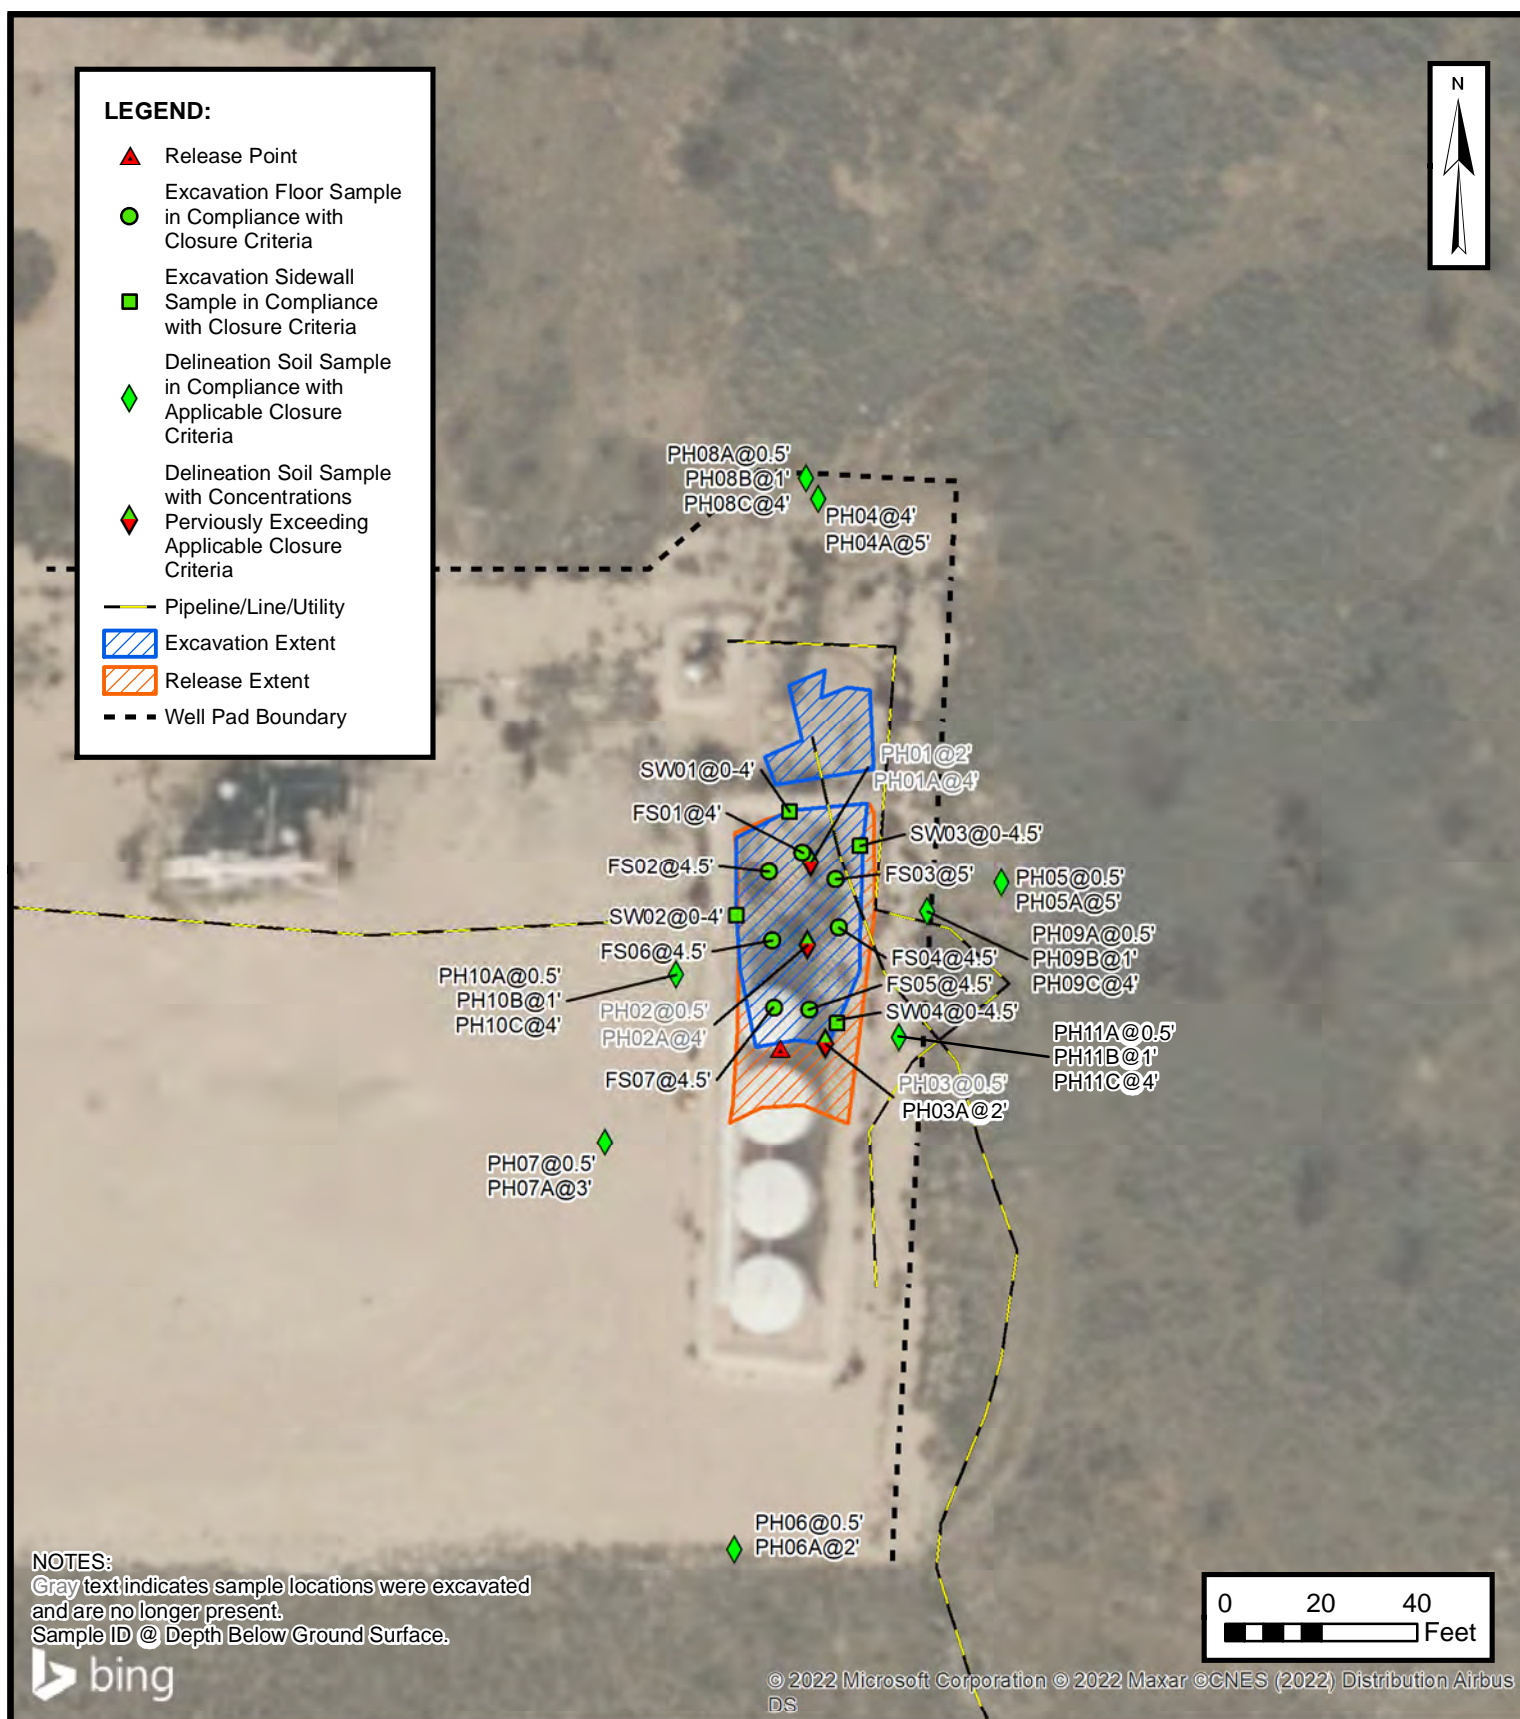 LEGEND:
Release Point
Excavation Floor Sample
in Compliance with
Closure Criteria
Excavation Sidewall
Sample in Compliance
with Closure Criteria
Delineation Soil Sample
in Compliance with
Applicable Closure
Criteria
Delineation Soil Sample
with Concentrations
Perviously Exceeding
Applicable Closure
Criteria
Pipeline/Line/Utility
Excavation Extent
Release Extent
Well Pad Boundary
N
PH08A@0.5'
PH08B@1'
PH08C@4'
PH04@4'
PH04A@5'
PH01@2'
PH01A@4'
SW01@0-4'
FS01@4'
SW03@0-4.5'
FS02@4.5'
FS03@5'
PH05@0.5'
PH05A@5'
SW02@0-4'
FS06@4.5'
FS04@4.5'
FS05@4.5'
PH09A@0.5'
PH09B@1'
PH09C@4'
PH10A@0.5'
PH10B@1'
PH10C@4'
PH02@0.5'
PH02A@4'
SW04@0-4.5'
PH11A@0.5'
PH11B@1'
PH11C@4'
FS07@4.5'
PH03@0.5'
PH03A@2'
PH07@0.5'
PH07A@3'
PH06@0.5'
PH06A@2'
NOTES:
Gray text indicates sample locations were excavated
and are no longer present.
Sample ID @ Depth Below Ground Surface.
bing
0 20 40
Feet
© 2022 Microsoft Corporation © 2022 Maxar ©CNES (2022) Distribution Airbus
DS